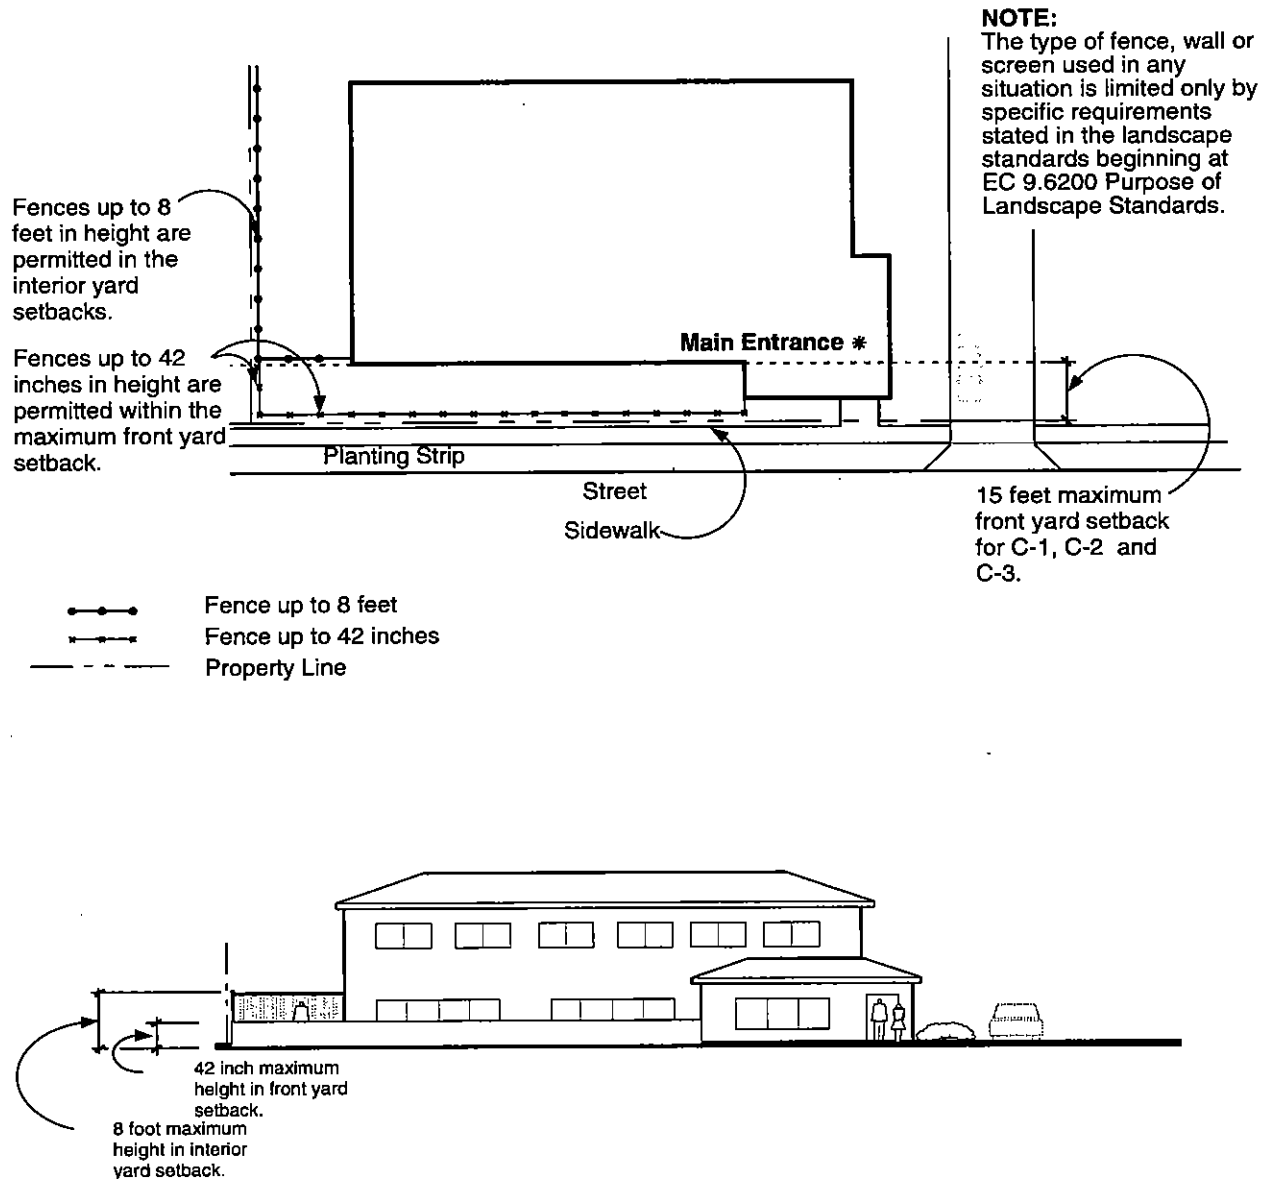 NOTE:
The type of fence, wall or
screen used in any
situation is limited only by
specific requirements
stated in the landscape
standards beginning at
EC 9.6200 Purpose of
Landscape Standards.
Fences up to 8
feet in height are
permitted in the
interior yard
setbacks.
Main Entrance *
Fences up to 42
inches in height are
permitted within the
maximum front yard
setback.
Planting Strip
Street
Sidewalk
15 feet maximum
front yard setback
for C-1, C-2 and
C-3.
Fence up to 8 feet
Fence up to 42 inches
Property Line
42 inch maximum
height in front yard
setback.
8 foot maximum
height in interior
yard setback.